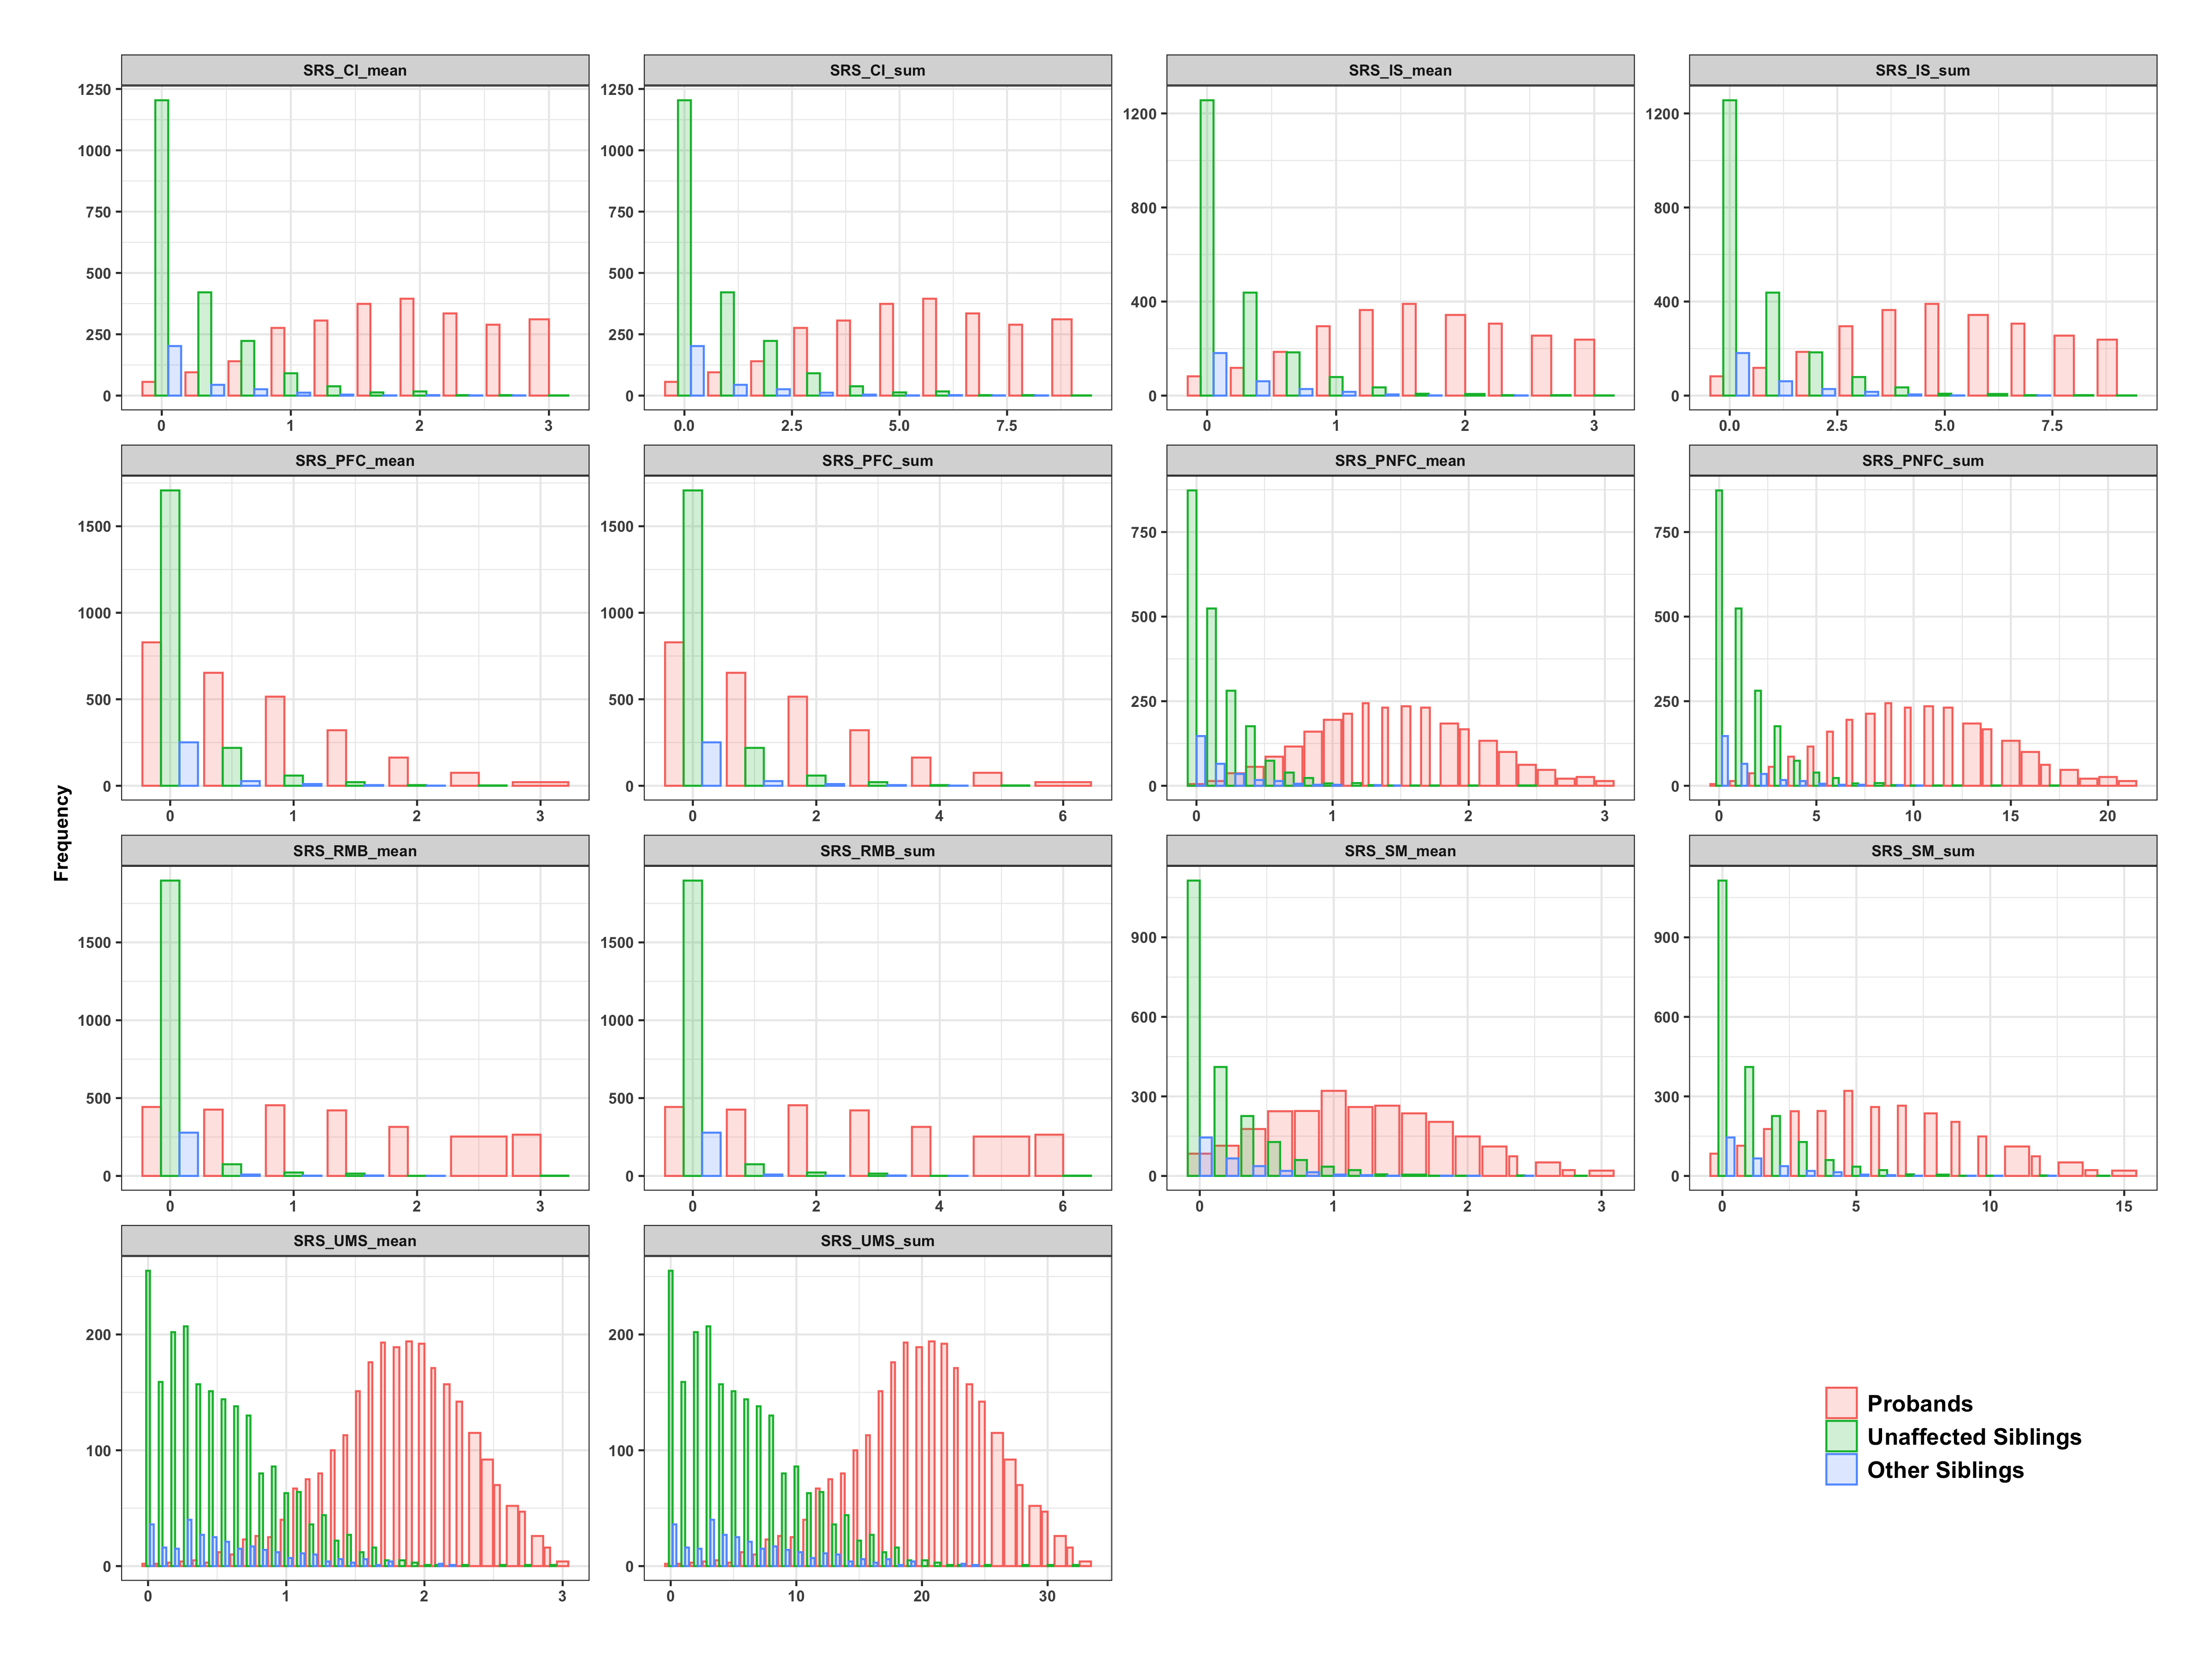 SRS_CI_mean
SRS_CI_sum
SRS_IS_mean
SRS_IS_sum
1250
1000
750
500
250
0
0 1 2 3
1250
1000
750
500
250
0
0.0 2.5 5.0 7.5
1200
800
400
0
0 1 2 3
1200
800
400
0
0.0 2.5 5.0 7.5
SRS_PFC_mean
SRS_PFC_sum
SRS_PNFC_mean
SRS_PNFC_sum
1500
1000
500
0
0 1 2 3
1500
1000
500
0
0 2 4 6
750
500
250
0
0 1 2 3
750
500
250
0
0 5 10 15 20
Frequency
SRS_RMB_mean
SRS_RMB_sum
SRS_SM_mean
SRS_SM_sum
1500
1000
500
0
0 1 2 3
1500
1000
500
0
0 2 4 6
900
600
300
0
0 1 2 3
900
600
300
0
0 5 10 15
SRS_UMS_mean
SRS_UMS_sum
200
100
0
0 1 2 3
200
100
0
0 10 20 30
Probands
Unaffected Siblings
Other Siblings